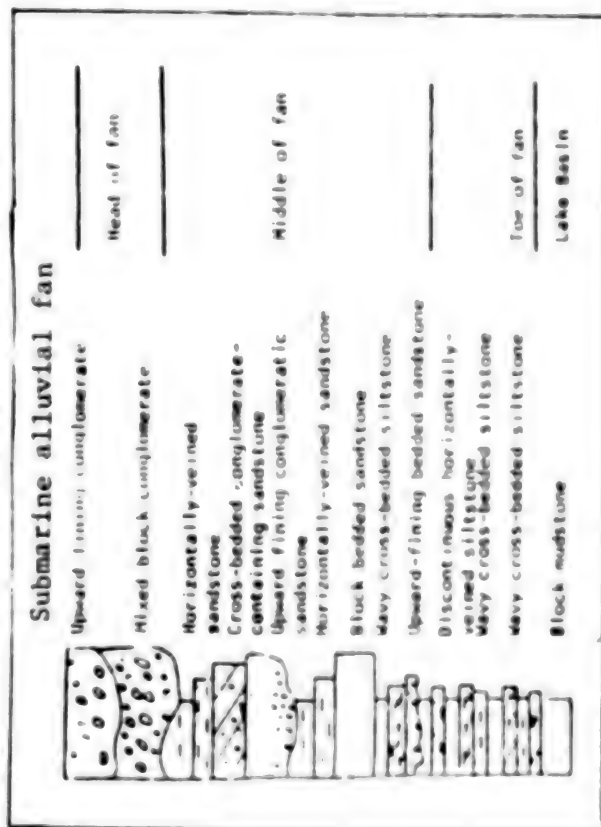 Submarine alluvial fan
Upward fining conglomerate
Mixed block conglomerate
Head of fan
Horizontally-veined
sandstone
Cross-bedded conglomerate-
containing sandstone
Upward fining conglomeratic
sandstone
Horizontally-veined sandstone
Block bedded sandstone
Wavy cross-bedded siltstone
Middle of fan
Upward-fining bedded sandstone
Discontinuous horizontally-
veined siltstone
Wavy cross-bedded siltstone
Wavy cross-bedded siltstone
Toe of fan
Block mudstone
Lake Basin